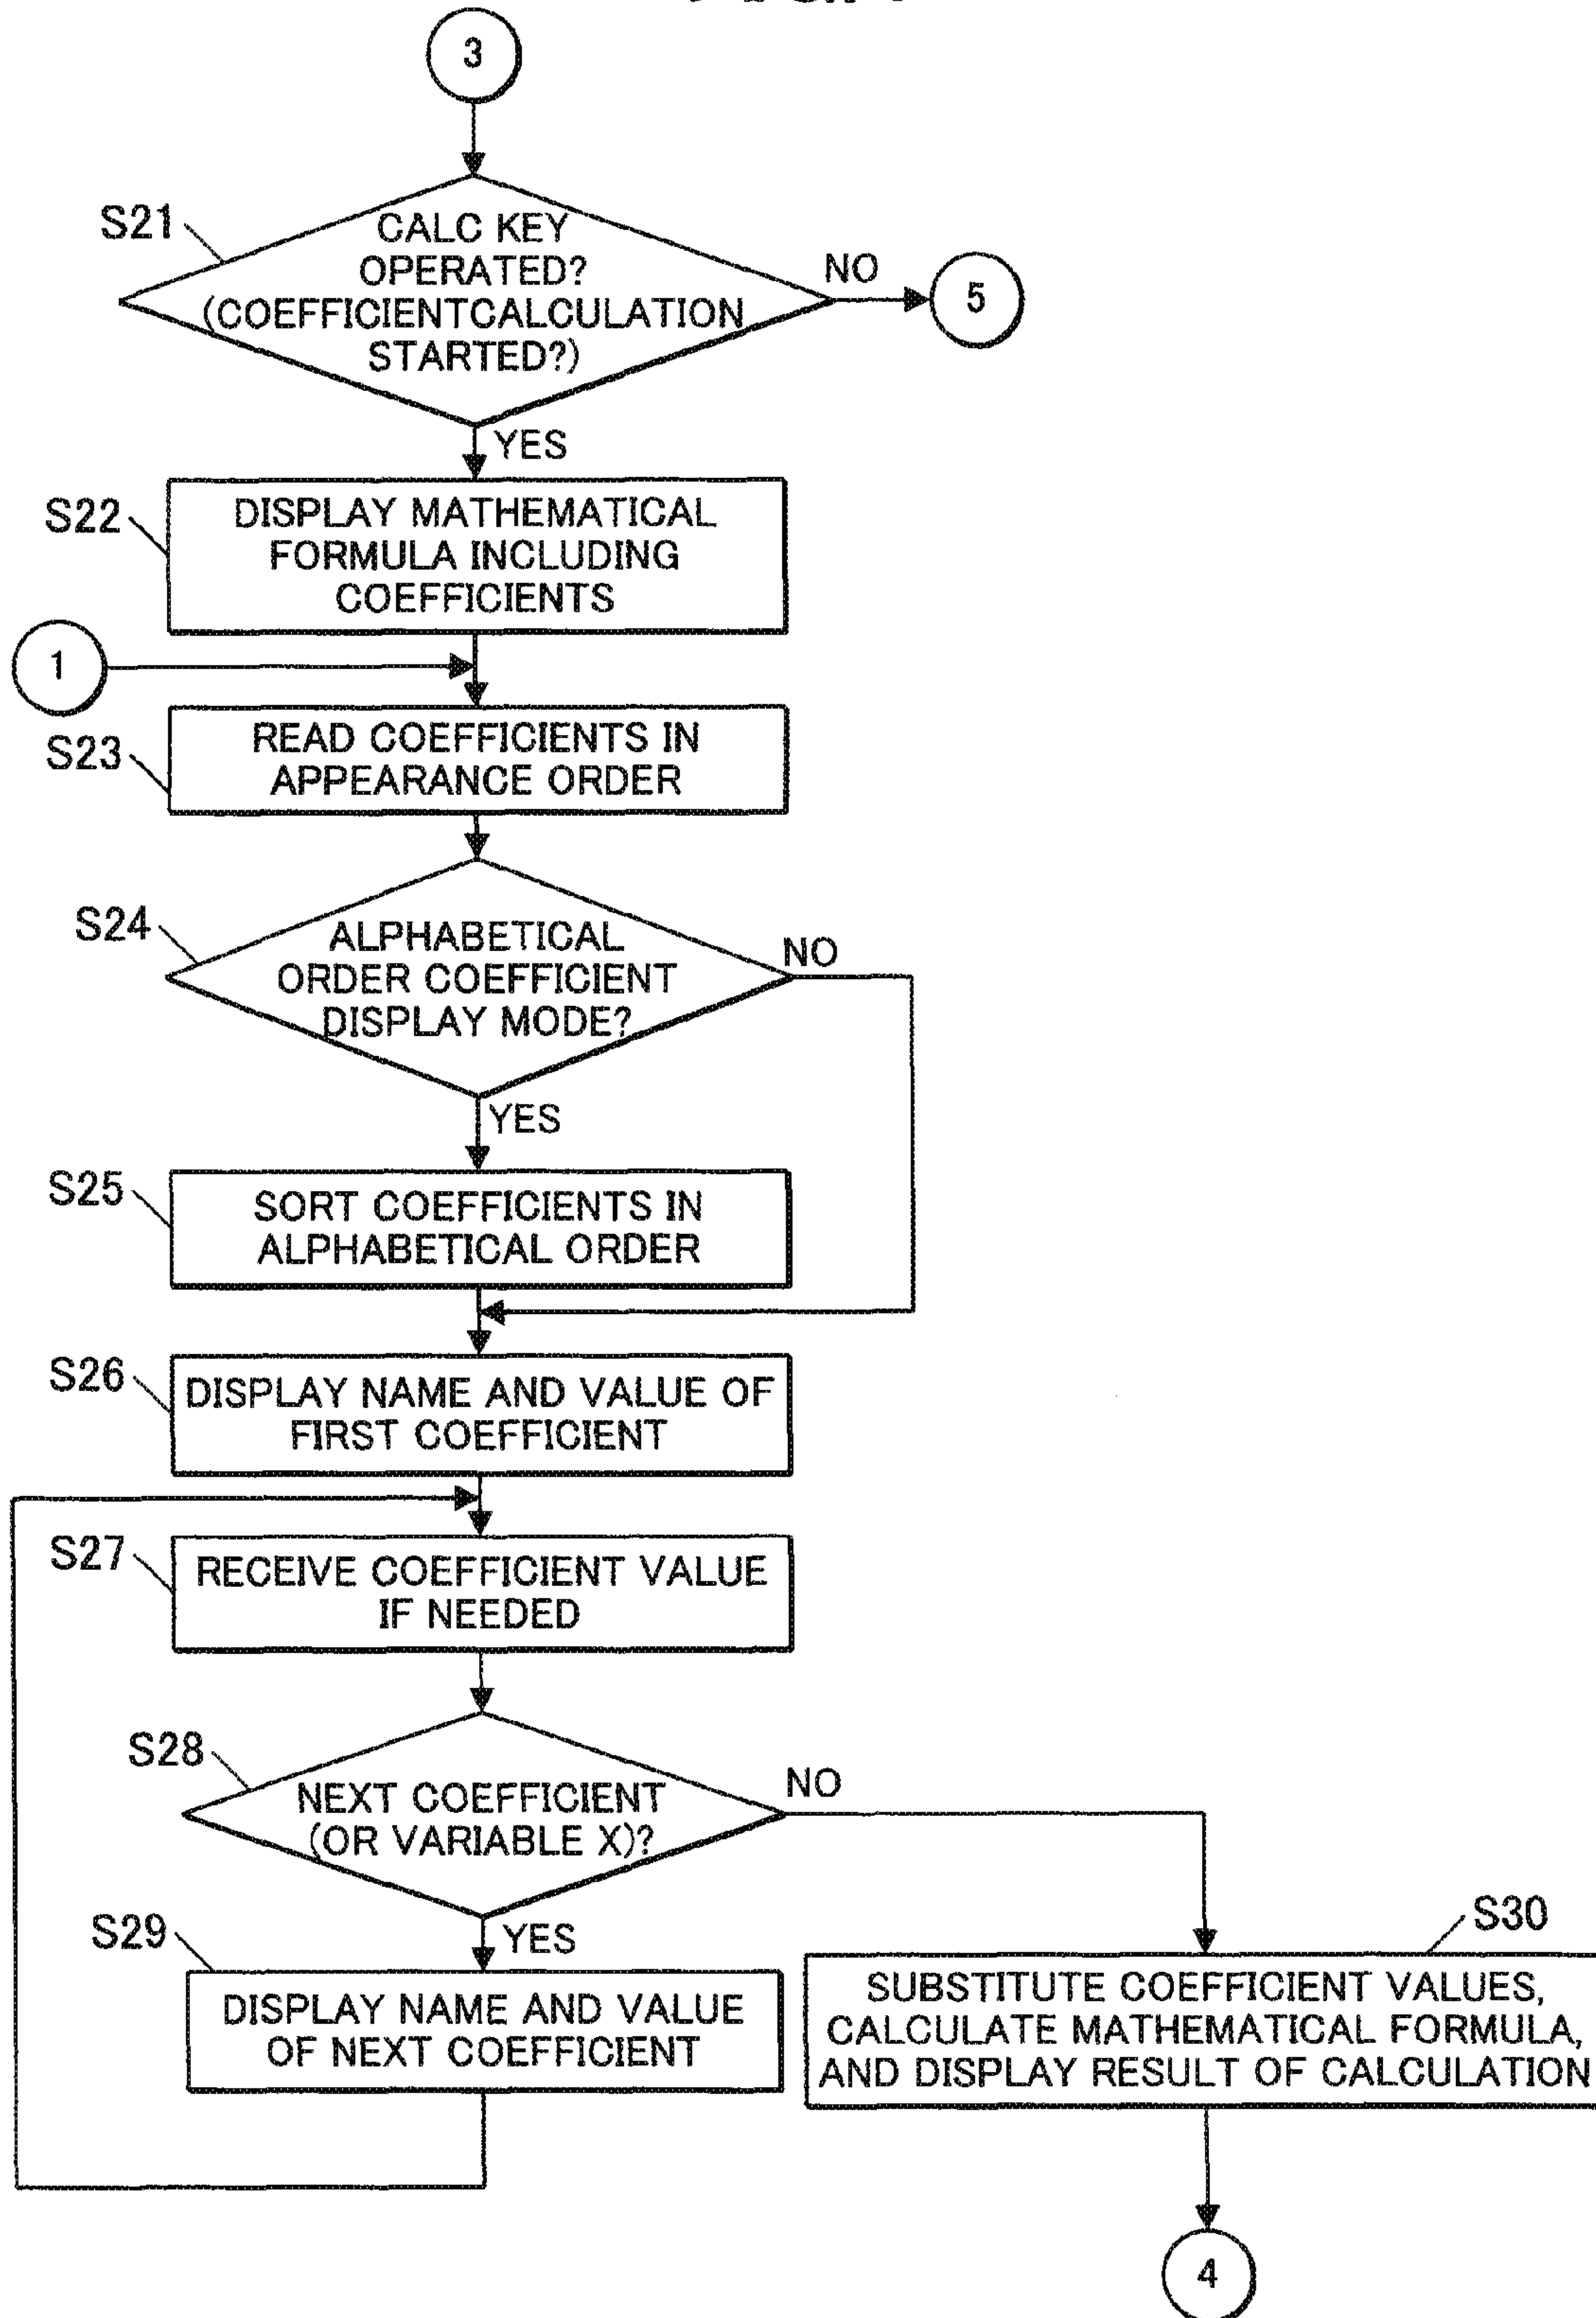 3
S21
CALC KEY
OPERATED?
(COEFFICIENTCALCULATION
STARTED?)
NO
5
YES
S22
DISPLAY MATHEMATICAL
FORMULA INCLUDING
COEFFICIENTS
1
S23
READ COEFFICIENTS IN
APPEARANCE ORDER
S24
ALPHABETICAL
ORDER COEFFICIENT
DISPLAY MODE?
NO
YES
S25
SORT COEFFICIENTS IN
ALPHABETICAL ORDER
S26
DISPLAY NAME AND VALUE OF
FIRST COEFFICIENT
S27
RECEIVE COEFFICIENT VALUE
IF NEEDED
S28
NEXT COEFFICIENT
(OR VARIABLE X)?
NO
YES
S29
DISPLAY NAME AND VALUE
OF NEXT COEFFICIENT
S30
SUBSTITUTE COEFFICIENT VALUES,
CALCULATE MATHEMATICAL FORMULA,
AND DISPLAY RESULT OF CALCULATION
4